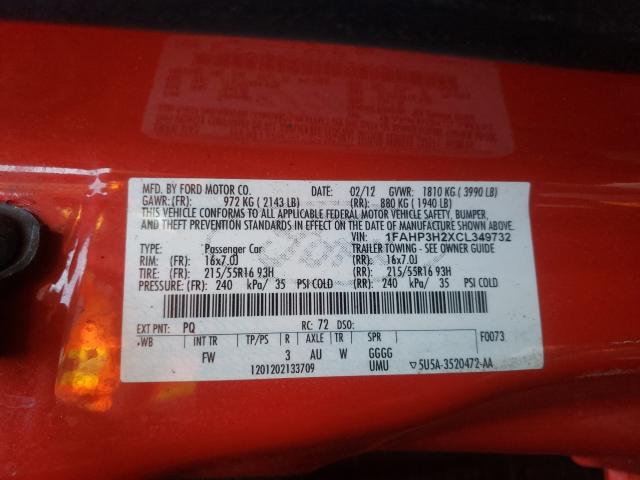 MFD. BY FORD MOTOR CO. DATE: 02/12 GVWR: 1810 KG ( 3990 LB)
GAWR: (FR): 972 KG ( 2143 LB) (RR): 880 KG ( 1940 LB)
THIS VEHICLE CONFORMS TO ALL APPLICABLE FEDERAL MOTOR VEHICLE SAFETY, BUMPER,
AND THEFT PREVENTION STANDARDS IN EFFECT ON THE DATE OF MANUFACTURE SHOWN ABOVE.
VIN: 1FAHP3H2XCL349732
TYPE: Passenger Car TRAILER TOWING - SEE OWNER GUIDE
RIM: (FR): 16x7.0J (RR): 16x7.0J
TIRE: (FR): 215/55R16 93H (RR): 215/55R16 93H
PRESSURE: (FR): 240 kPa/ 35 PSI COLD (RR): 240 kPa/ 35 PSI COLD
EXT PNT: PQ RC: 72 DSO: F0073
WB INT TR TP/PS R AXLE TR SPR
FW 3 AU W GGGG
1201202133709 UMU ▽5U5A-3520472-AA